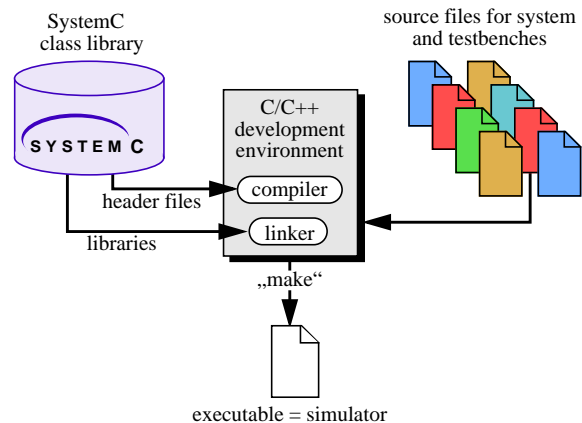 SystemC
class library
source files for system
and testbenches
SYSTEM C
C/C++
development
environment
compiler
header files
linker
libraries
„make“
executable = simulator